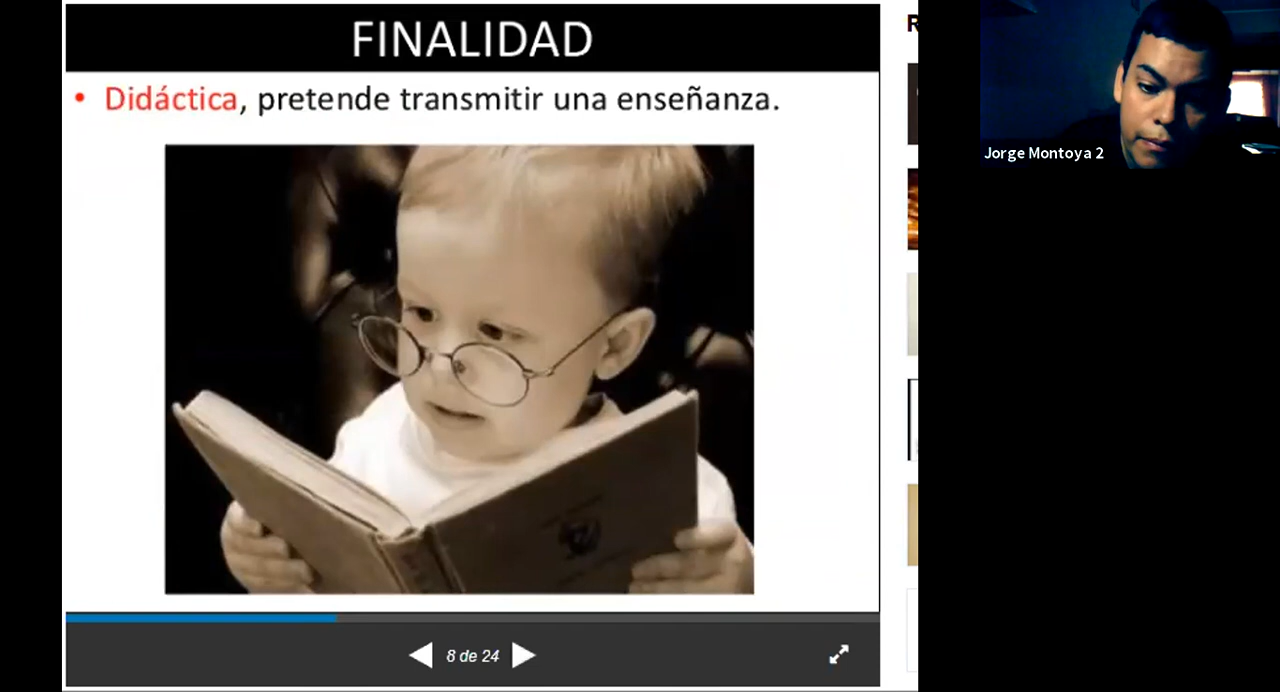 FINALIDAD
• Didáctica, pretende transmitir una enseñanza.
8 de 24
R
Jorge Montoya 2